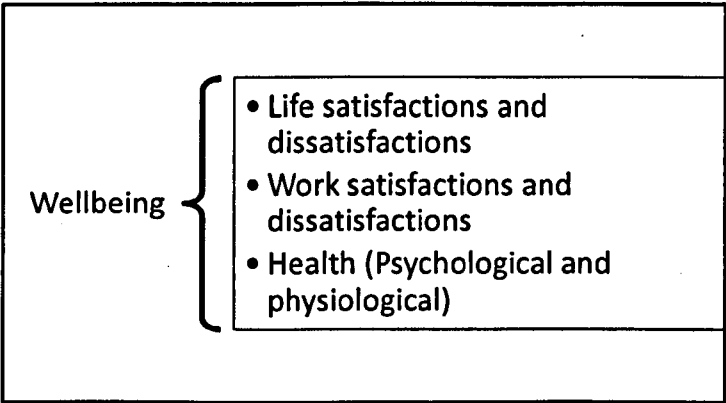 Wellbeing
• Life satisfactions and
dissatisfactions
• Work satisfactions and
dissatisfactions
• Health (Psychological and
physiological)